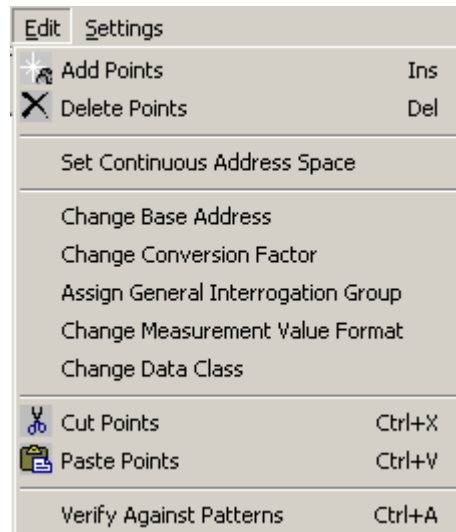 Edit Settings
Add Points Ins
Delete Points Del
Set Continuous Address Space
Change Base Address
Change Conversion Factor
Assign General Interrogation Group
Change Measurement Value Format
Change Data Class
Cut Points Ctrl+X
Paste Points Ctrl+V
Verify Against Patterns Ctrl+A